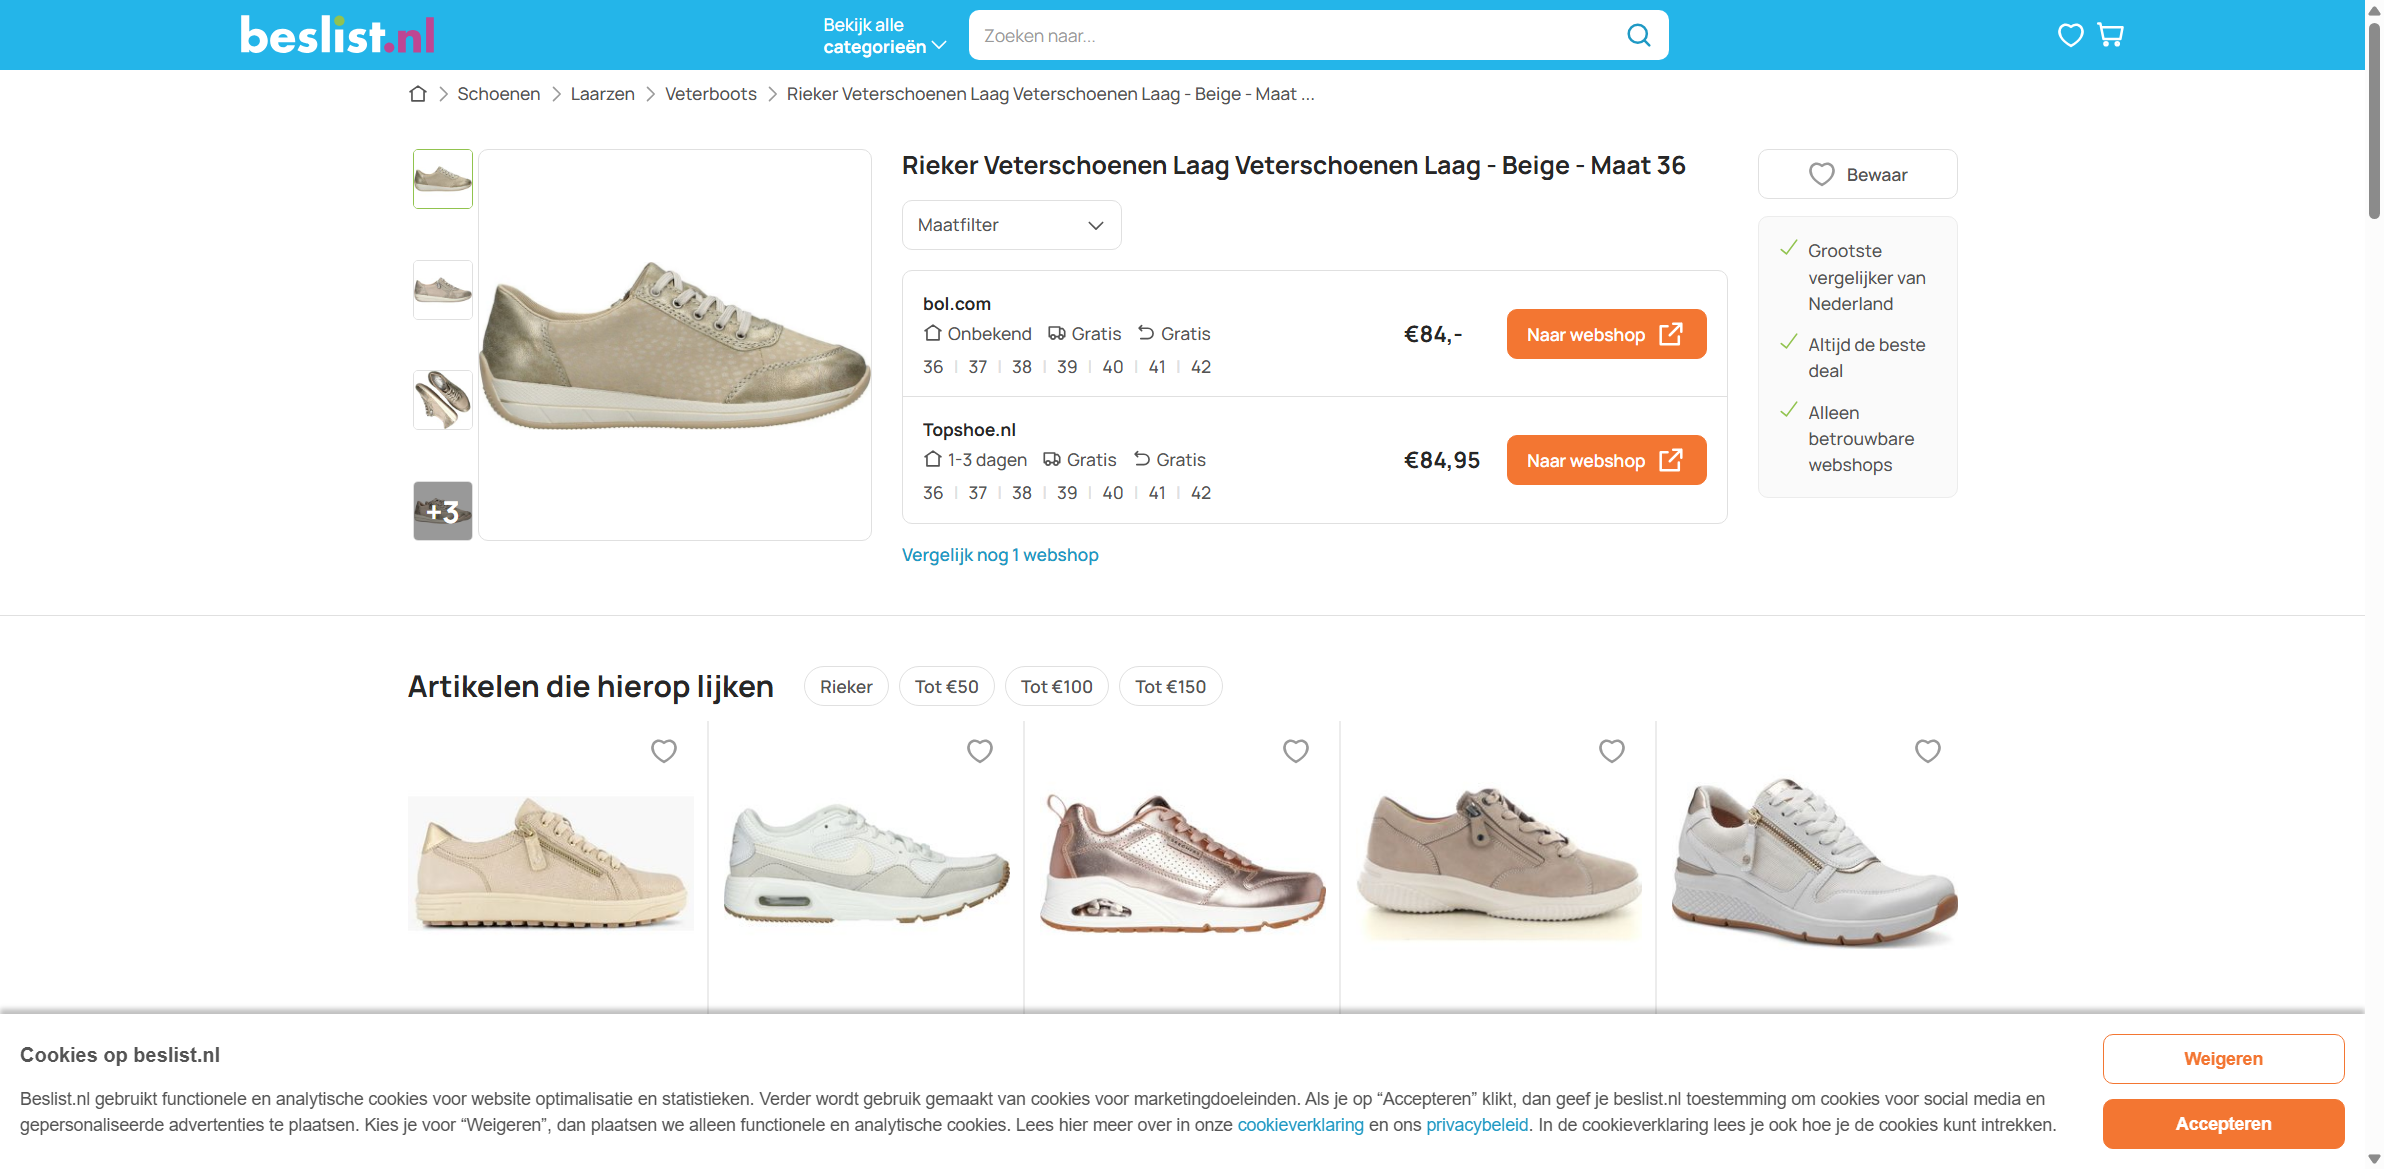 beslist.nl
Bekijk alle
categorieën
Zoeken naar...
Schoenen
Laarzen
Veterboots
Rieker Veterschoenen Laag Veterschoenen Laag - Beige - Maat ...
+3
Rieker Veterschoenen Laag Veterschoenen Laag - Beige - Maat 36
Maatfilter
bol.com
Onbekend Gratis Gratis
36 37 38 39 40 41 42
€84,-
Naar webshop
Topshoe.nl
1-3 dagen Gratis Gratis
36 37 38 39 40 41 42
€84,95
Naar webshop
Vergelijk nog 1 webshop
Bewaar
Grootste
vergelijker van
Nederland
Altijd de beste
deal
Alleen
betrouwbare
webshops
Artikelen die hierop lijken
Rieker
Tot €50
Tot €100
Tot €150
Cookies op beslist.nl
Beslist.nl gebruikt functionele en analytische cookies voor website optimalisatie en statistieken. Verder wordt gebruik gemaakt van cookies voor marketingdoeleinden. Als je op “Accepteren” klikt, dan geef je beslist.nl toestemming om cookies voor social media en
gepersonaliseerde advertenties te plaatsen. Kies je voor “Weigeren”, dan plaatsen we alleen functionele en analytische cookies. Lees hier meer over in onze cookieverklaring en ons privacybeleid. In de cookieverklaring lees je ook hoe je de cookies kunt intrekken.
Weigeren
Accepteren